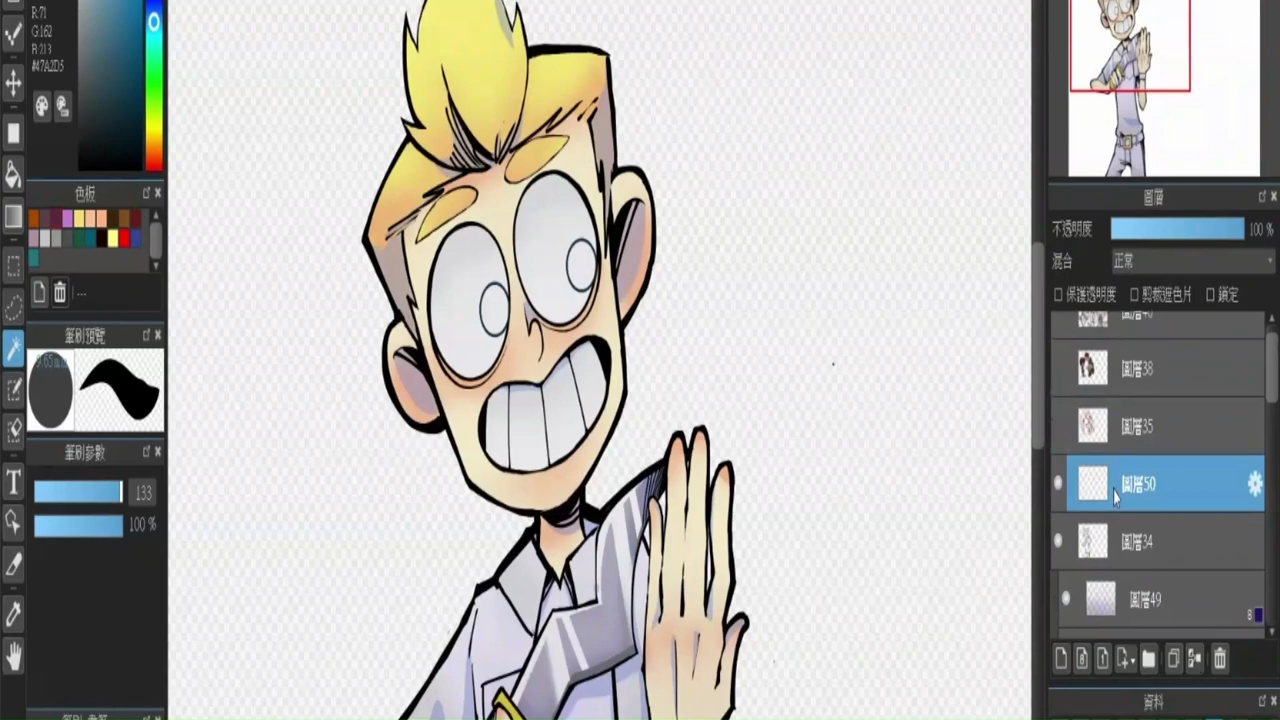 R:71
G:162
B:213
#47A2D5
色板
...
筆刷預覽
筆刷參數
133
100 %
T
圖層
不透明度
100 %
混合
正常
保護透明度
剪裁遮色片
鎖定
圖層38
圖層35
圖層50
圖層34
圖層49
8
資料